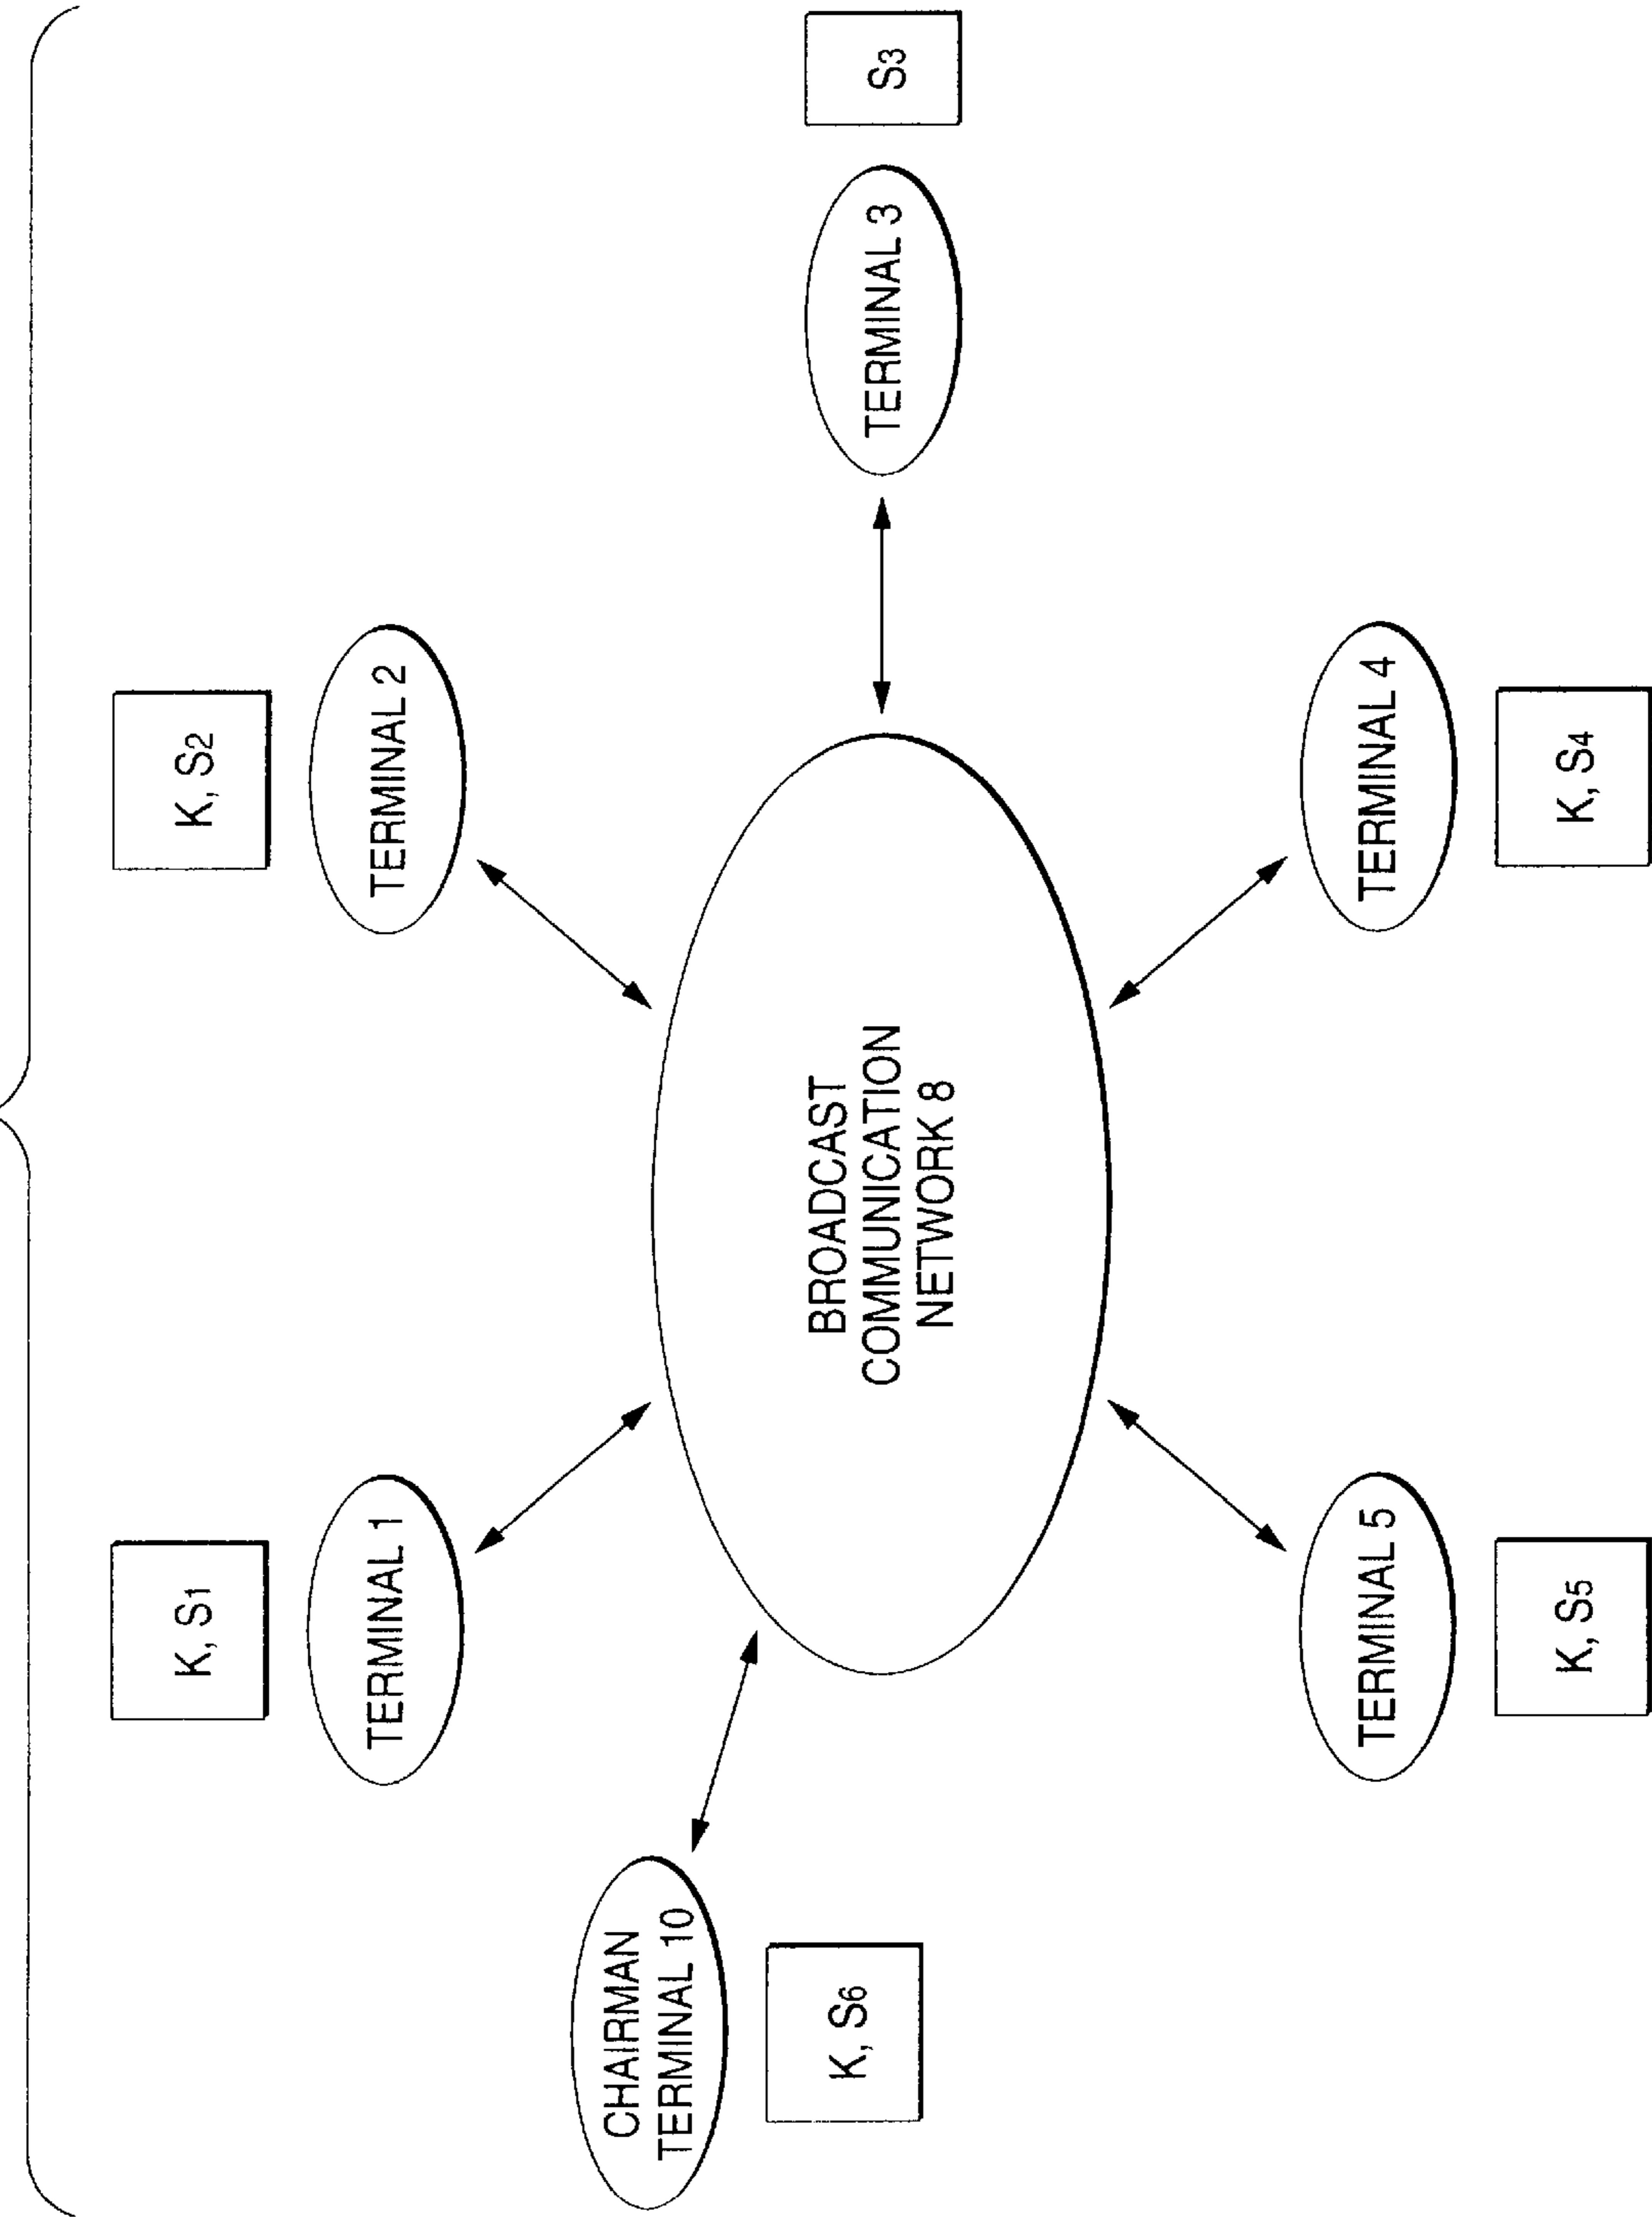 K, S1
TERMINAL 1
K, S2
TERMINAL 2
CHAIRMAN
TERMINAL 10
K, S6
BROADCAST
COMMUNICATION
NETWORK 8
TERMINAL 3
S3
TERMINAL 5
K, S5
TERMINAL 4
K, S4